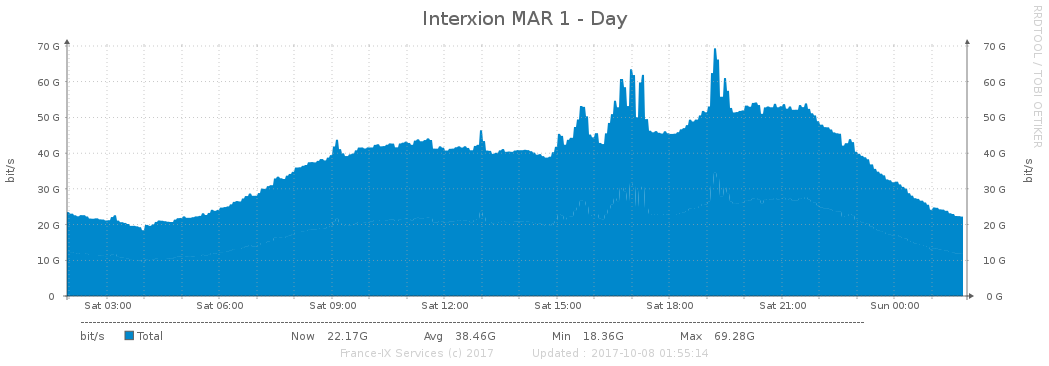 Interxion MAR 1 - Day
RRDTOOL / TOBI OETIKER
70 G 70 G
60 G 60 G
50 G 50 G
40 G 40 G
30 G 30 G
20 G 20 G
10 G 10 G
0 0 G
bit/s bit/s
Sat 03:00 Sat 06:00 Sat 09:00 Sat 12:00 Sat 15:00 Sat 18:00 Sat 21:00 Sun 00:00
bit/s Total Now 22.17G Avg 38.46G Min 18.36G Max 69.28G
France-IX Services (c) 2017 Updated : 2017-10-08 01:55:14